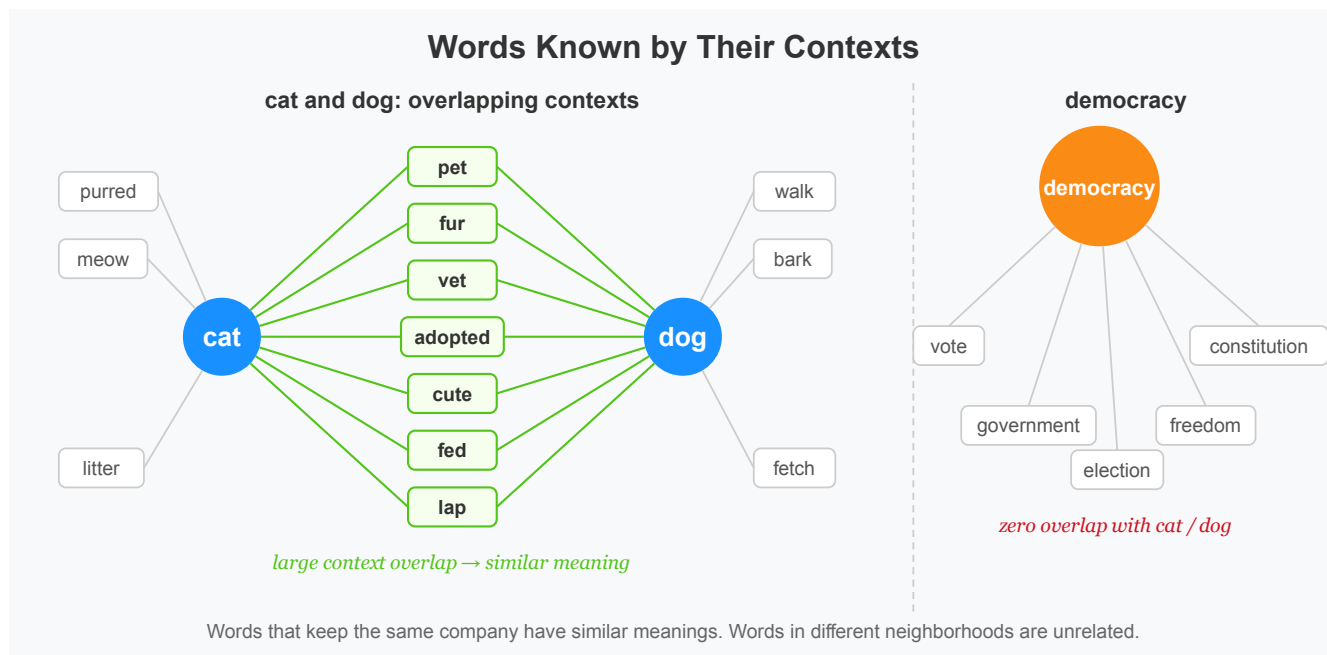 Words Known by Their Contexts
cat and dog: overlapping contexts
purred
meow
litter
cat
pet
fur
vet
adopted
cute
fed
lap
dog
walk
bark
fetch
large context overlap → similar meaning
democracy
democracy
vote
constitution
government
freedom
election
zero overlap with cat / dog
Words that keep the same company have similar meanings. Words in different neighborhoods are unrelated.